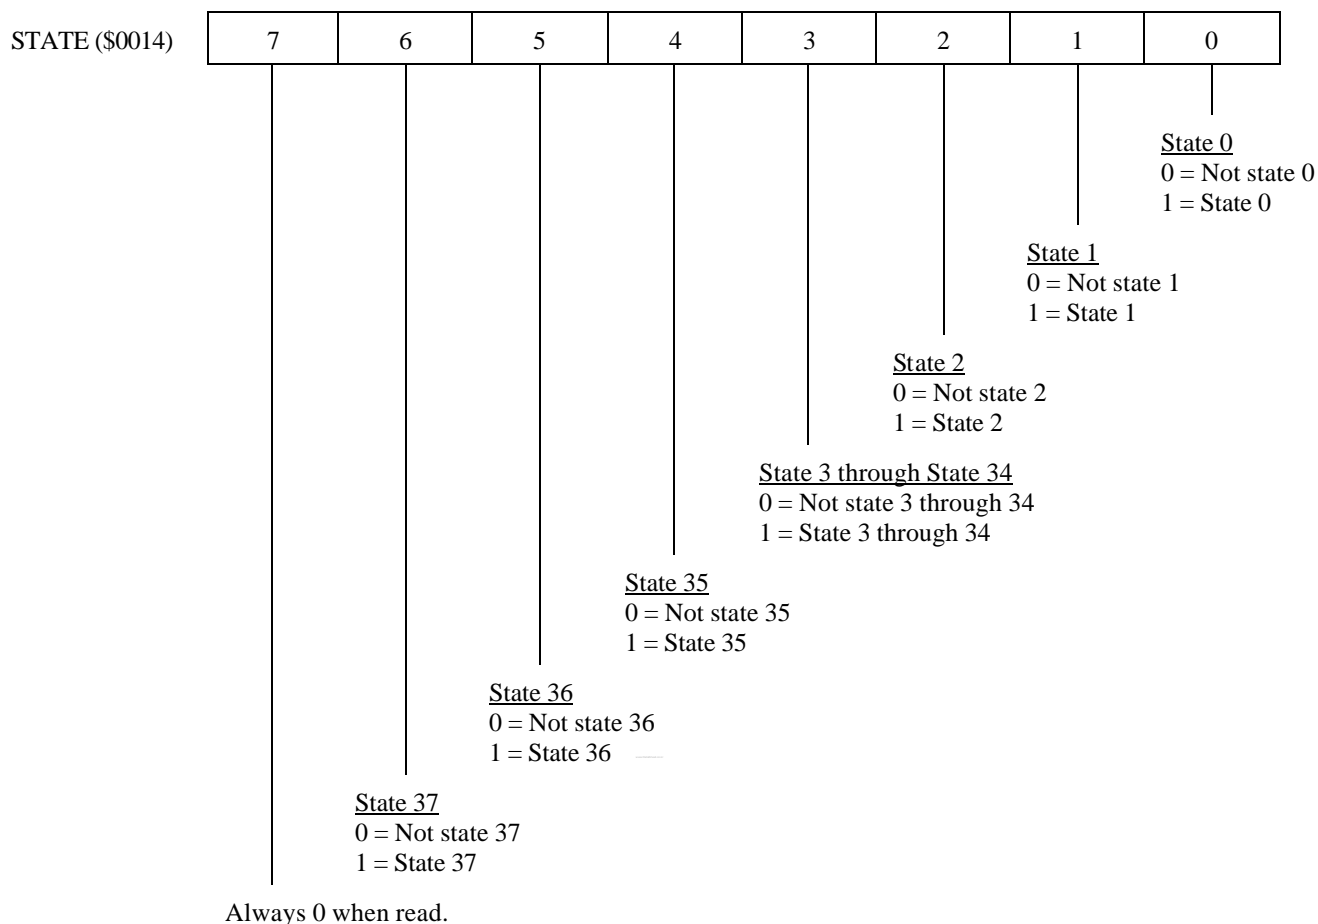 STATE ($0014) 7 6 5 4 3 2 1 0
State 0
0 = Not state 0
1 = State 0
State 1
0 = Not state 1
1 = State 1
State 2
0 = Not state 2
1 = State 2
State 3 through State 34
0 = Not state 3 through 34
1 = State 3 through 34
State 35
0 = Not state 35
1 = State 35
State 36
0 = Not state 36
1 = State 36
State 37
0 = Not state 37
1 = State 37
Always 0 when read.